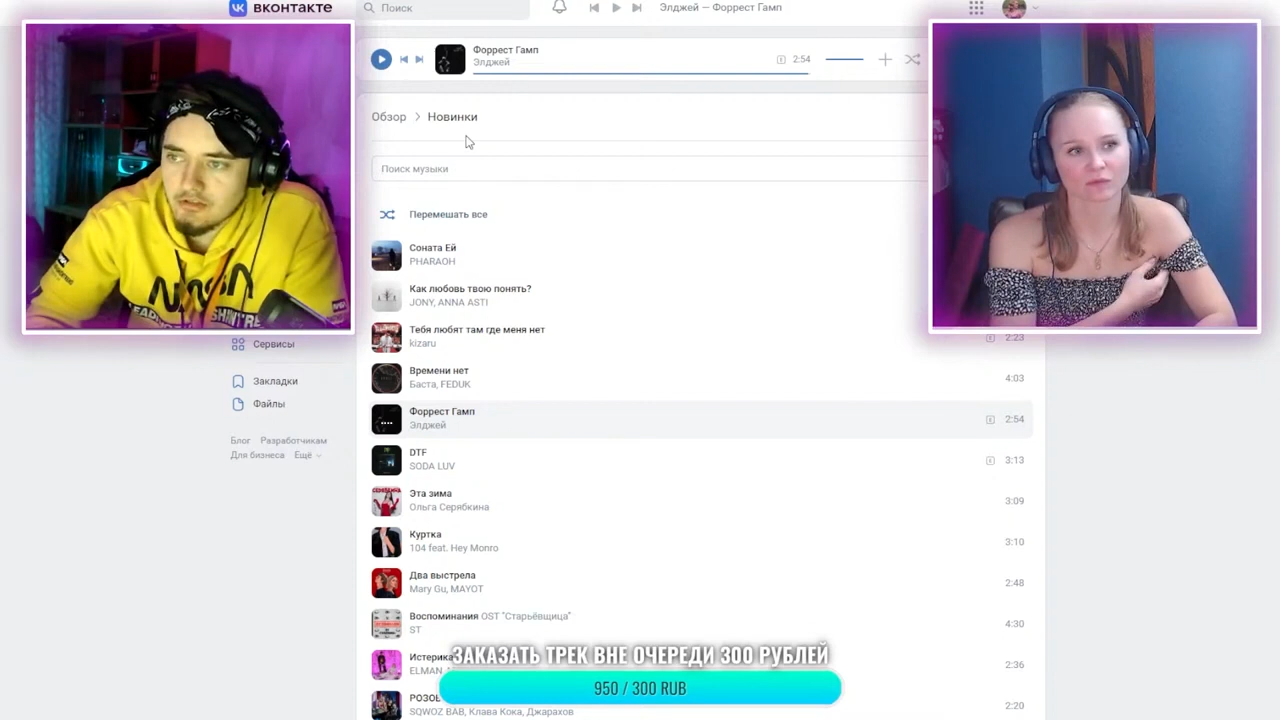 вконтакте
Поиск
Элджей — Форрест Гамп
Форрест Гамп
Элджей
2:54
Обзор
Новинки
Поиск музыки
Перемешать все
Соната Ей
PHARAOH
Как любовь твою понять?
JONY, ANNA ASTI
Тебя любят там где меня нет
kizaru
2:23
Времени нет
Баста, FEDUK
4:03
Форрест Гамп
Элджей
E 2:54
DTF
SODA LUV
E 3:13
Эта зима
Ольга Серябкина
3:09
Куртка
104 feat. Hey Monro
3:10
Два выстрела
Mary Gu, MAYOT
2:48
Воспоминания OST "Старьёвщица"
ST
4:30
Истерика
ELMAN
2:36
РОЗОВ
SQWOZ BAB, Клава Кока, Джарахов
2:20
Сервисы
Закладки
Файлы
Блог Разработчикам
Для бизнеса Ещё
ЗАКАЗАТЬ ТРЕК ВНЕ ОЧЕРЕДИ 300 РУБЛЕЙ
950 / 300 RUB